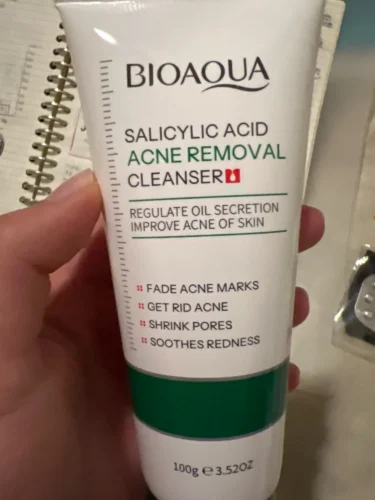 BIOAQUA
SALICYLIC ACID
ACNE REMOVAL
CLEANSER
REGULATE OIL SECRETION
IMPROVE ACNE OF SKIN
FADE ACNE MARKS
GET RID ACNE
SHRINK PORES
SOOTHES REDNESS
100g ℮ 3.52OZ